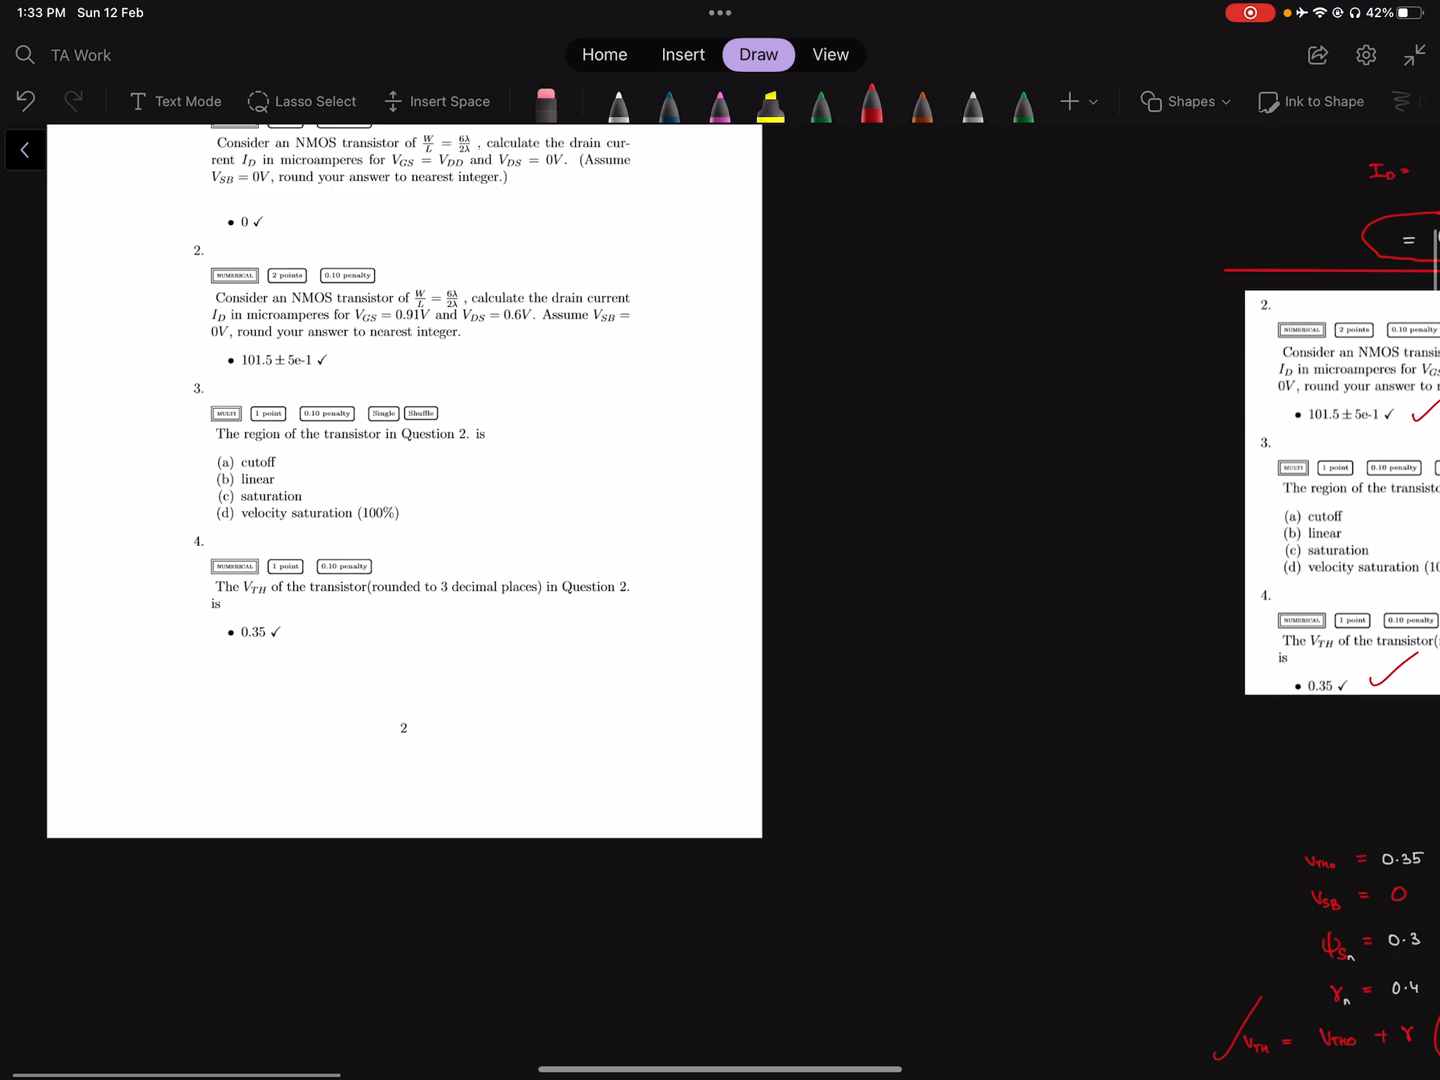 1:33 PM Sun 12 Feb
42%
TA Work
Home Insert Draw View
Text Mode Lasso Select Insert Space Shapes Ink to Shape
Consider an NMOS transistor of W/L = 6λ/2λ , calculate the drain cur-
rent I_D in microamperes for V_GS = V_DD and V_DS = 0V. (Assume
V_SB = 0V, round your answer to nearest integer.)
• 0 ✓
2.
NUMERICAL 2 points 0.10 penalty
Consider an NMOS transistor of W/L = 6λ/2λ , calculate the drain current
I_D in microamperes for V_GS = 0.91V and V_DS = 0.6V. Assume V_SB =
0V, round your answer to nearest integer.
• 101.5 ± 5e-1 ✓
3.
MULTI 1 point 0.10 penalty Single Shuffle
The region of the transistor in Question 2. is
(a) cutoff
(b) linear
(c) saturation
(d) velocity saturation (100%)
4.
NUMERICAL 1 point 0.10 penalty
The V_TH of the transistor(rounded to 3 decimal places) in Question 2.
is
• 0.35 ✓
2
I_D =
=
2.
NUMERICAL 2 points 0.10 penalty
Consider an NMOS transis
I_D in microamperes for V_GS
0V, round your answer to
• 101.5 ± 5e-1 ✓
3.
MULTI 1 point 0.10 penalty
The region of the transisto
(a) cutoff
(b) linear
(c) saturation
(d) velocity saturation (10
4.
NUMERICAL 1 point 0.10 penalty
The V_TH of the transistor(
is
• 0.35 ✓
V_TH0 = 0.35
V_SB = 0
ψ_Sn = 0.3
γ_n = 0.4
V_TH = V_TH0 + γ (